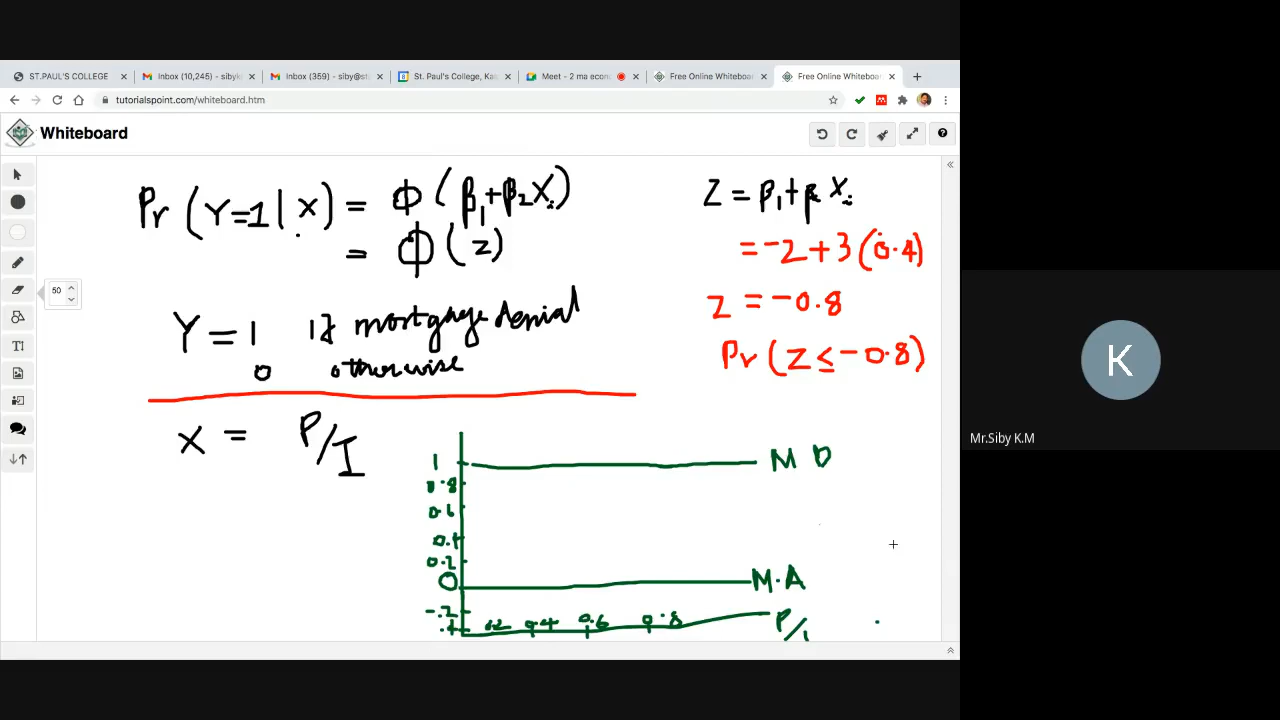 ST.PAUL'S COLLEGE
Inbox (10,245) - sibyk
Inbox (359) - siby@st
St. Paul's College, Ka
Meet - 2 ma econ
Free Online Whiteboa
Free Online Whiteboa
tutorialspoint.com/whiteboard.htm
Whiteboard
Pr (Y=1 | X) = Φ (β₁+β₂Xᵢ)
= Φ (Z)
Y = 1 if mortgage denial
0 otherwise
X = P/I
Z = β₁+β₂ Xᵢ
= -2 + 3 (0.4)
Z = -0.8
Pr (Z ≤ -0.8)
50
1 M D
0.8
0.6
0.4
0.2
0 M.A
-.2
.4
.2 0.4 0.6 0.8 P/I
K
Mr.Siby K.M